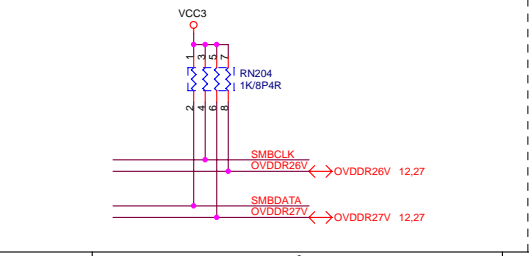 VCC3
1 3 5 7
RN204
1K/8P4R
2 4 6 8
SMBCLK
OVDDR26V
OVDDR26V 12,27
SMBDATA
OVDDR27V
OVDDR27V 12,27